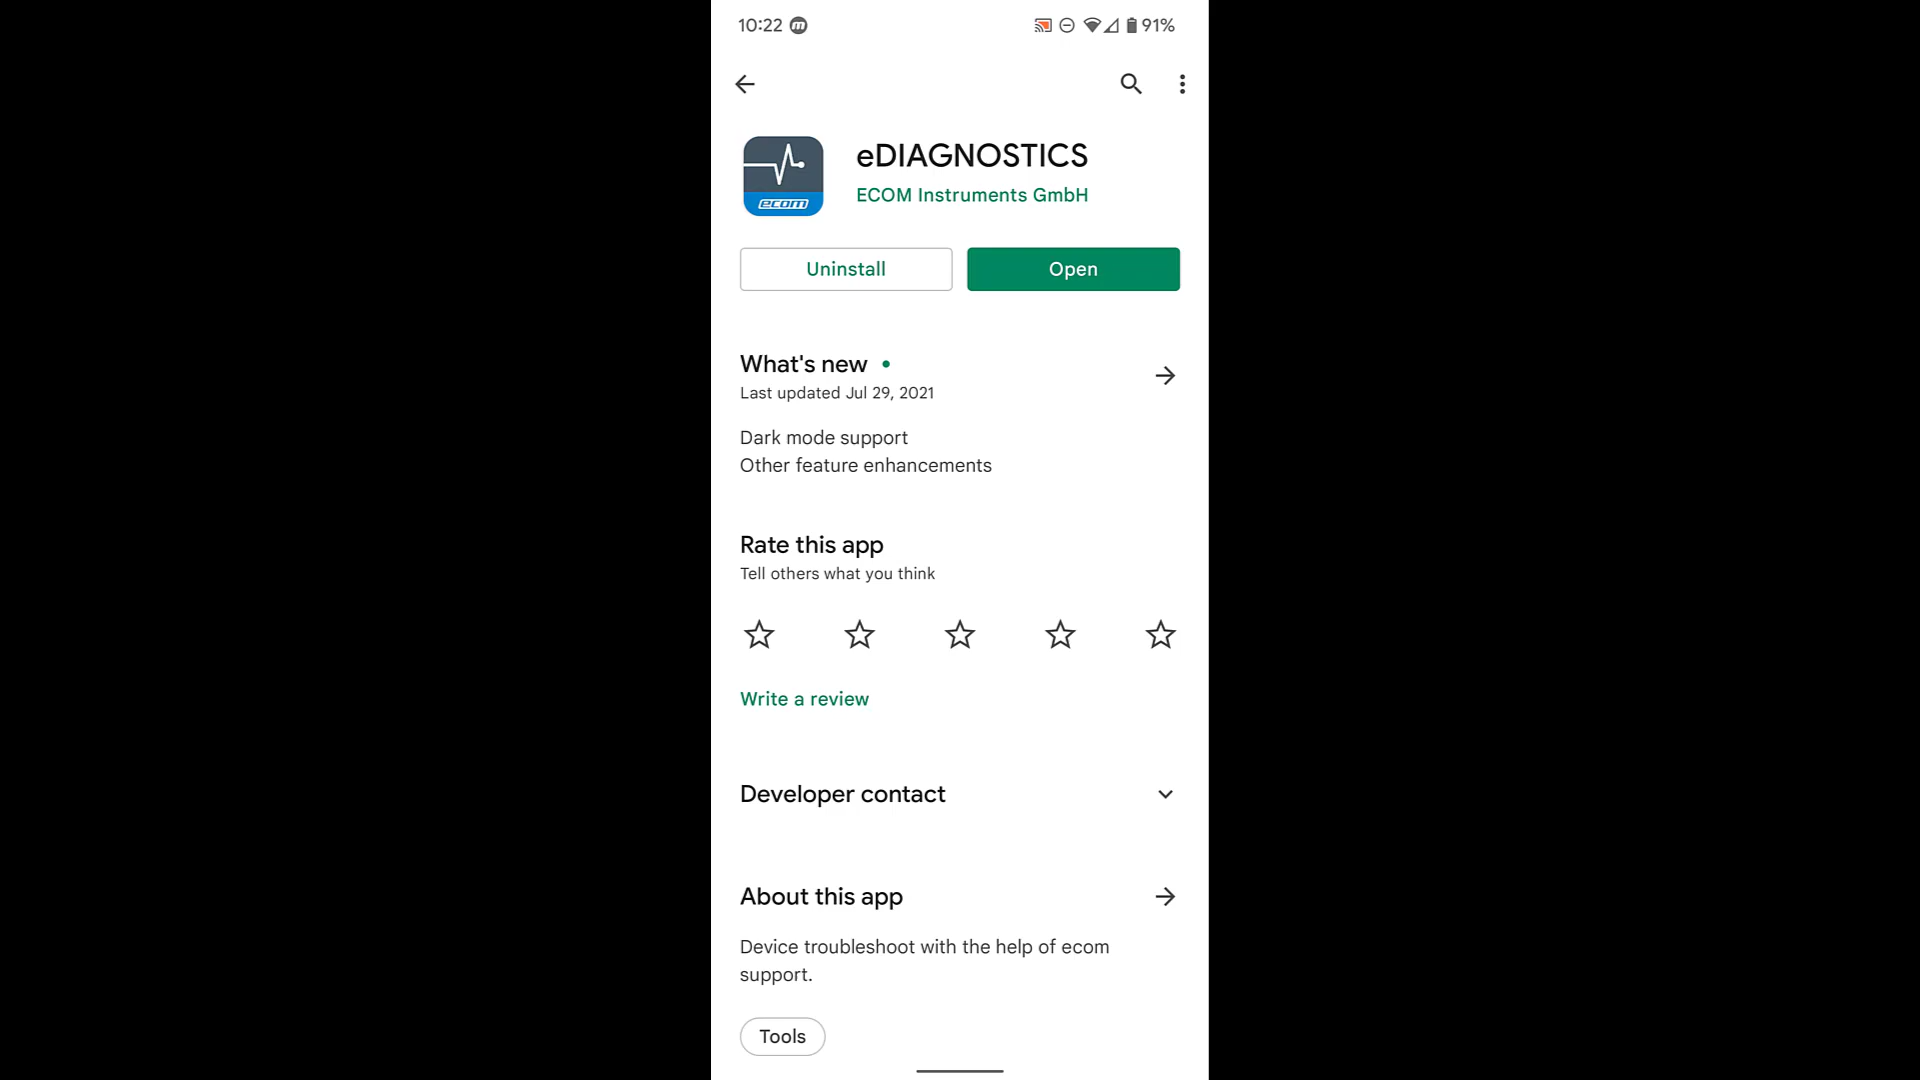 10:22 m 91%
eDIAGNOSTICS
ecom
ECOM Instruments GmbH
Uninstall
Open
What's new •
Last updated Jul 29, 2021
Dark mode support
Other feature enhancements
Rate this app
Tell others what you think
Write a review
Developer contact
About this app
Device troubleshoot with the help of ecom
support.
Tools